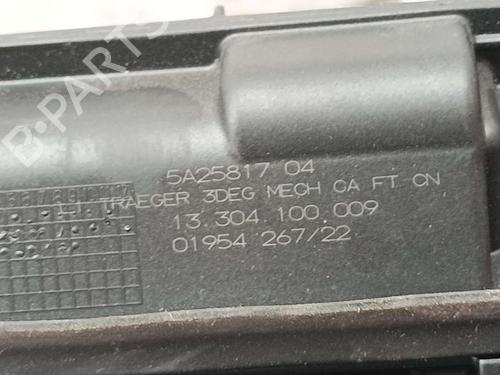 B-PARTS
5A25817 04
TRAEGER 3DEG MECH CA FT CN
13.304.100.009
01954 267/22